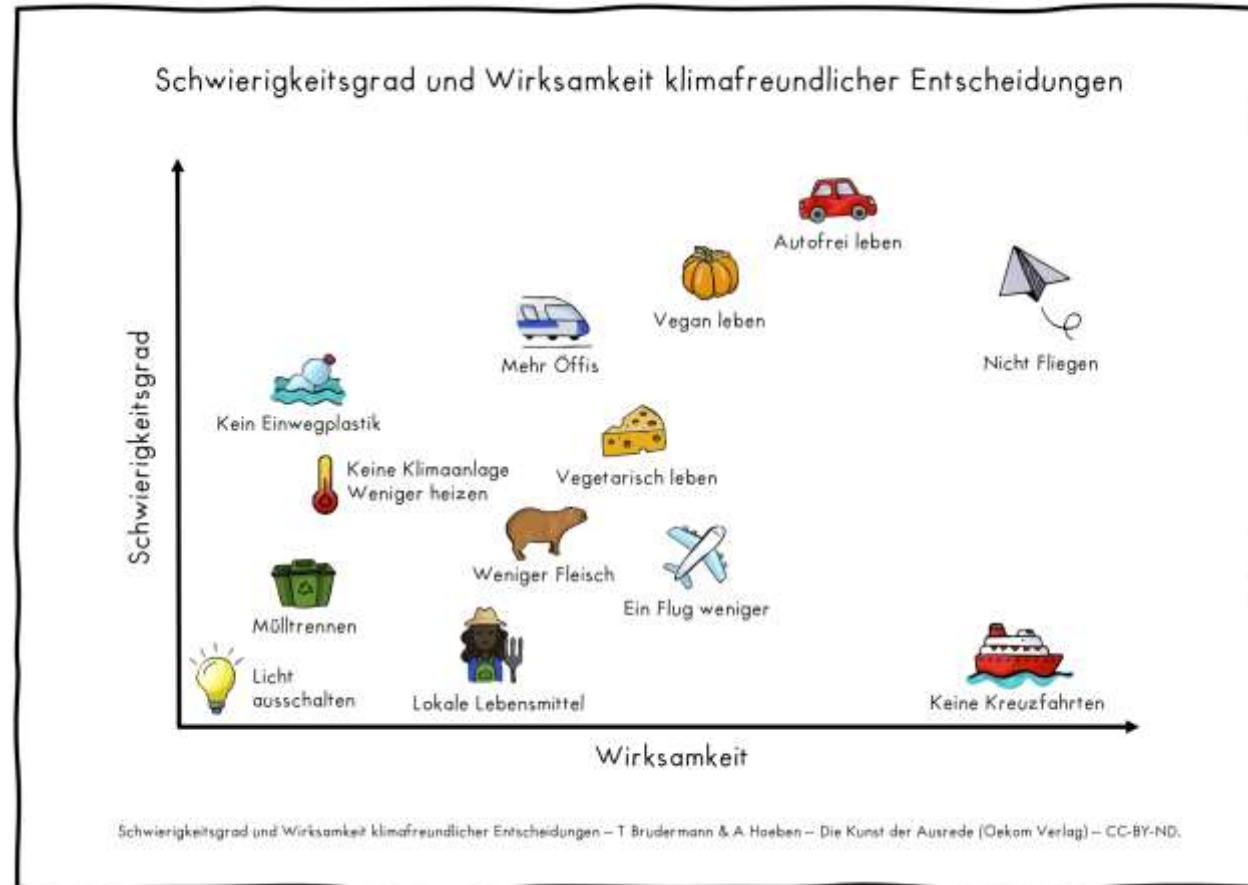 Schwierigkeitsgrad und Wirksamkeit klimafreundlicher Entscheidungen
Autofrei leben
Vegan leben
Mehr Öffis
Nicht Fliegen
Kein Einwegplastik
Keine Klimaanlage
Weniger heizen
Vegetarisch leben
Weniger Fleisch
Ein Flug weniger
Mülltrennen
Licht
ausschalten
Lokale Lebensmittel
Keine Kreuzfahrten
Schwierigkeitsgrad
Wirksamkeit
Schwierigkeitsgrad und Wirksamkeit klimafreundlicher Entscheidungen – T Brudermann & A Hoeben – Die Kunst der Ausrede (Oekom Verlag) – CC-BY-ND.